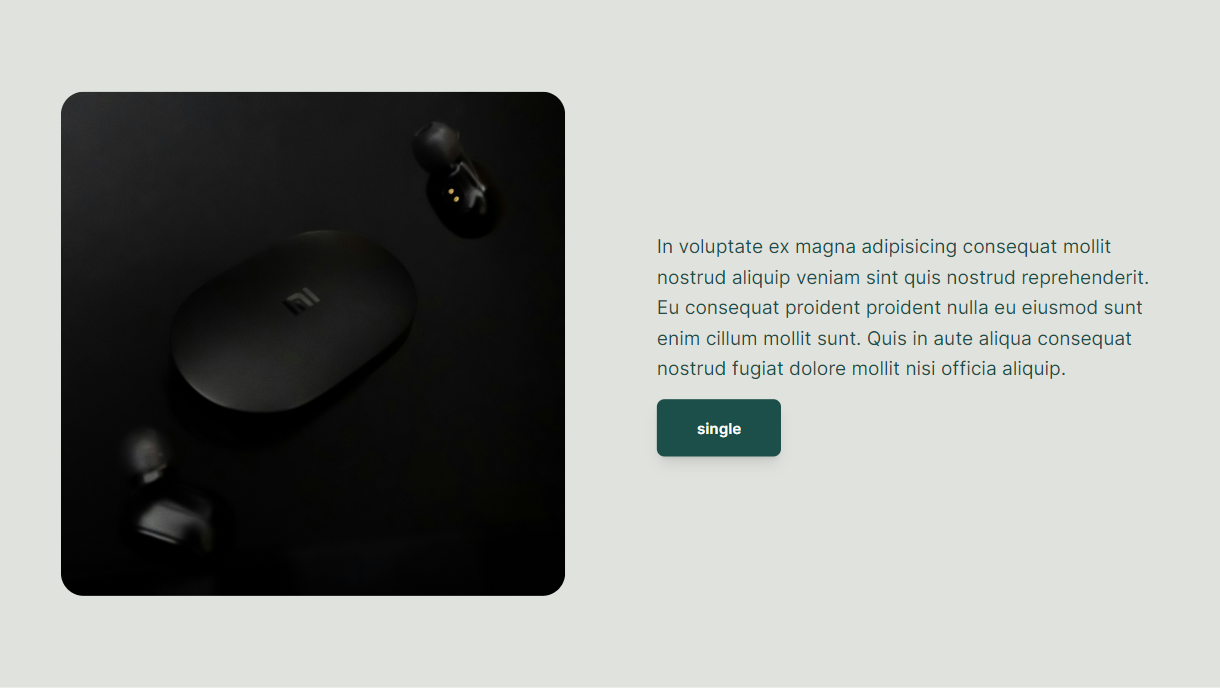 In voluptate ex magna adipisicing consequat mollit
nostrud aliquip veniam sint quis nostrud reprehenderit.
Eu consequat proident proident nulla eu eiusmod sunt
enim cillum mollit sunt. Quis in aute aliqua consequat
nostrud fugiat dolore mollit nisi officia aliquip.
single